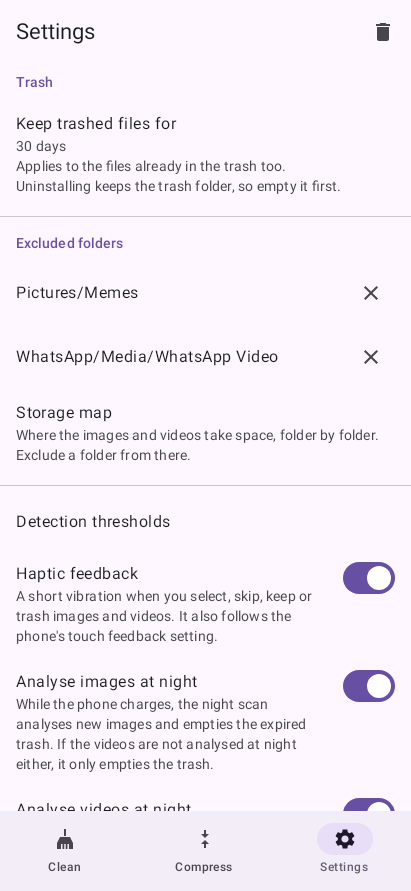 Settings
Trash
Keep trashed files for
30 days
Applies to the files already in the trash too.
Uninstalling keeps the trash folder, so empty it first.
Excluded folders
Pictures/Memes
WhatsApp/Media/WhatsApp Video
Storage map
Where the images and videos take space, folder by folder.
Exclude a folder from there.
Detection thresholds
Haptic feedback
A short vibration when you select, skip, keep or
trash images and videos. It also follows the
phone's touch feedback setting.
Analyse images at night
While the phone charges, the night scan
analyses new images and empties the expired
trash. If the videos are not analysed at night
either, it only empties the trash.
Analyse videos at night
Clean
Compress
Settings